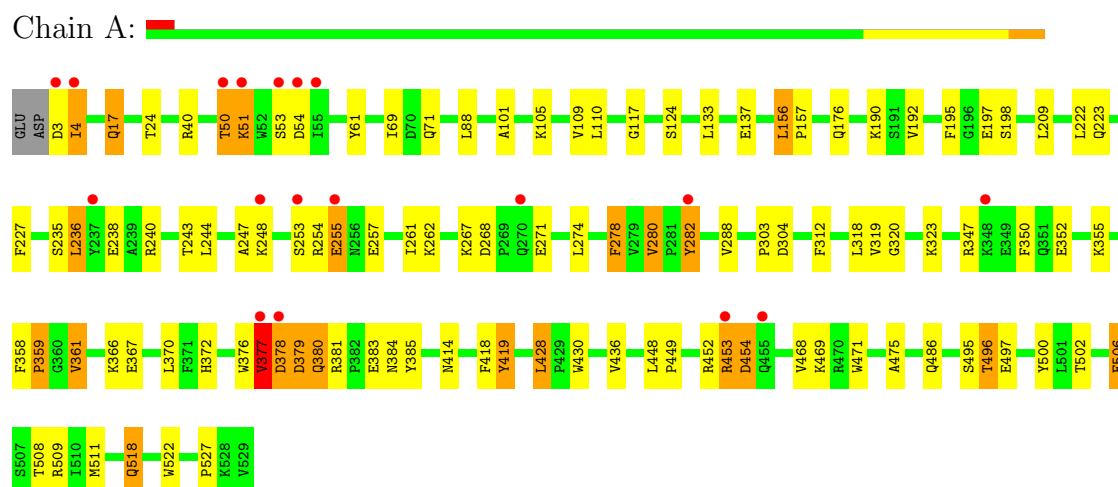 Chain A:
GLU ASP D3 I4 Q17 T24 R40 T50 K51 W52 S53 D54 I55 Y61 I69 D70 Q71 L88 A101 K105 V109 L110 G117 S124 L133 E137 L156 P157 Q176 K190 S191 V192 F195 G196 E197 S198 L209 L222 Q223
F227 S235 L236 Y237 E238 A239 R240 T243 L244 A247 K248 S253 R254 E255 N256 E257 I261 K262 K267 D268 P269 Q270 E271 L274 F278 V279 V280 P281 Y282 V288 P303 D304 F312 L318 V319 G320 K323 R347 K348 E349 F350 Q351 E352 K355
F358 P359 G360 V361 K366 E367 L370 F371 H372 W376 V377 D378 D379 Q380 R381 P382 E383 N384 Y385 N414 F418 Y419 L428 P429 W430 V436 L448 P449 R452 R453 D454 Q455 V468 K469 R470 W471 A475 Q486 S495 T496 E497 Y500 L501 T502
S507 T508 R509 I510 M511 Q518 W522 P527 K528 V529